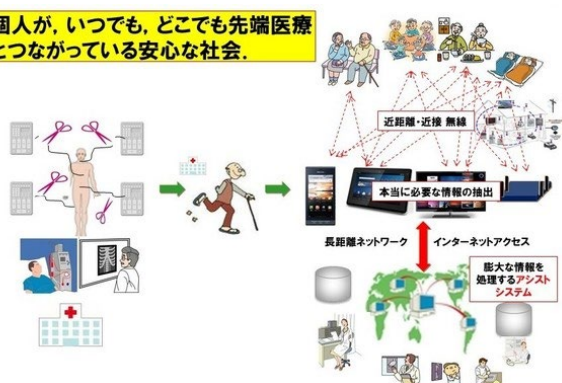 個人が，いつでも，どこでも先端医療
とつながっている安心な社会．
近距離・近接 無線
本当に必要な情報の抽出
長距離ネットワーク
インターネットアクセス
膨大な情報を
処理するアシスト
システム